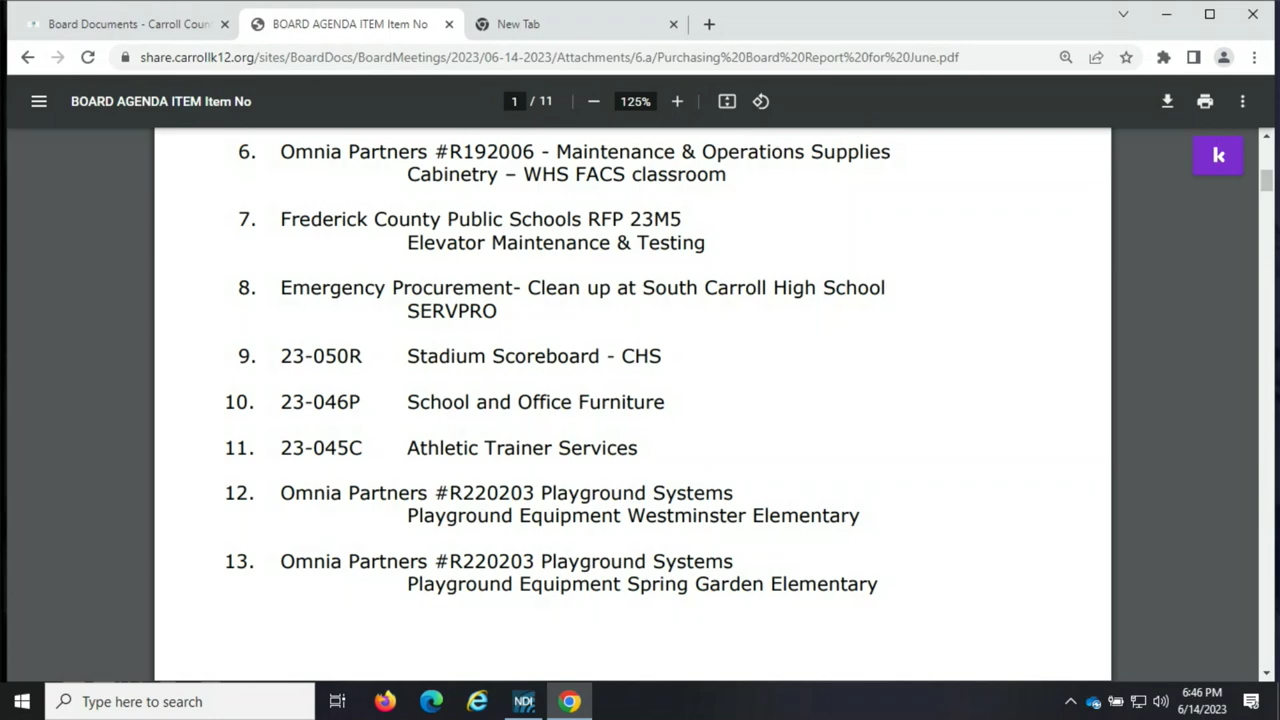 Board Documents - Carroll Coun
BOARD AGENDA ITEM Item No
New Tab
share.carrollk12.org/sites/BoardDocs/BoardMeetings/2023/06-14-2023/Attachments/6.a/Purchasing%20Board%20Report%20for%20June.pdf
BOARD AGENDA ITEM Item No
1 / 11
125%
k
6. Omnia Partners #R192006 - Maintenance & Operations Supplies
Cabinetry – WHS FACS classroom
7. Frederick County Public Schools RFP 23M5
Elevator Maintenance & Testing
8. Emergency Procurement- Clean up at South Carroll High School
SERVPRO
9. 23-050R Stadium Scoreboard - CHS
10. 23-046P School and Office Furniture
11. 23-045C Athletic Trainer Services
12. Omnia Partners #R220203 Playground Systems
Playground Equipment Westminster Elementary
13. Omnia Partners #R220203 Playground Systems
Playground Equipment Spring Garden Elementary
Type here to search
NDI
6:46 PM
6/14/2023